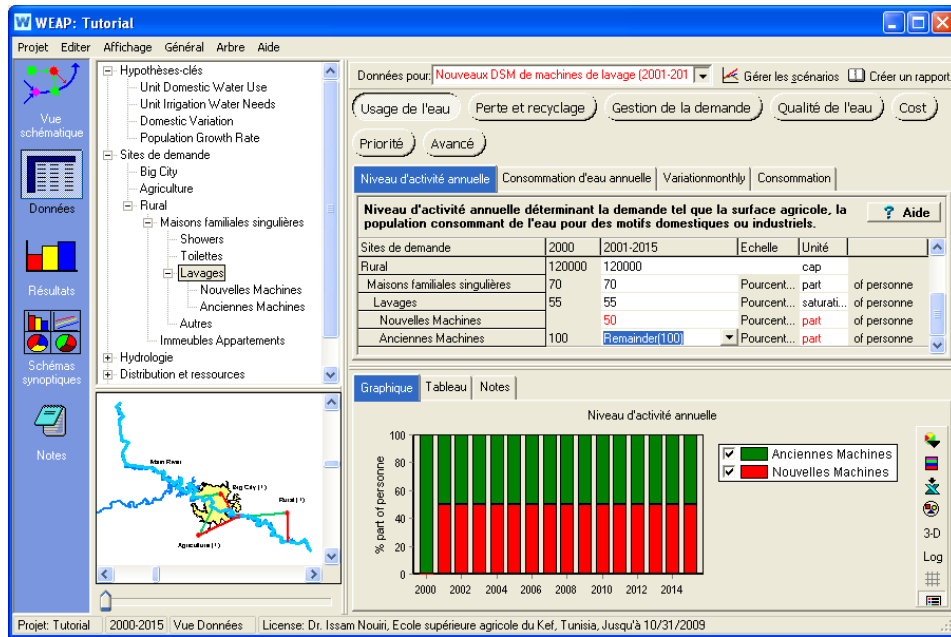 WEAP: Tutorial
Projet Editer Affichage Général Arbre Aide
Vue schématique
Données
Résultats
Schémas synoptiques
Notes
Hypothèses-clés
Unit Domestic Water Use
Unit Irrigation Water Needs
Domestic Variation
Population Growth Rate
Sites de demande
Big City
Agriculture
Rural
Maisons familiales singulières
Showers
Toilettes
Lavages
Nouvelles Machines
Anciennes Machines
Autres
Immeubles Appartements
Hydrologie
Distribution et ressources
Main River
Big City (1)
Rural (1)
Agriculture (1)
Données pour: Nouveaux DSM de machines de lavage (2001-201 Gérer les scénarios Créer un rapport
Usage de l'eau Perte et recyclage Gestion de la demande Qualité de l'eau Cost
Priorité Avancé
Niveau d'activité annuelle Consommation d'eau annuelle Variationmonthly Consommation
Niveau d'activité annuelle déterminant la demande tel que la surface agricole, la
population consommant de l'eau pour des motifs domestiques ou industriels.
? Aide
Sites de demande 2000 2001-2015 Echelle Unité
Rural 120000 120000 cap
Maisons familiales singulières 70 70 Pourcent... part of personne
Lavages 55 55 Pourcent... saturati... of personne
Nouvelles Machines 50 Pourcent... part of personne
Anciennes Machines 100 Remainder(100) Pourcent... part of personne
Graphique Tableau Notes
Niveau d'activité annuelle
% part of personne
100
80
60
40
20
0
2000 2002 2004 2006 2008 2010 2012 2014
Anciennes Machines
Nouvelles Machines
3-D
Log
Projet: Tutorial 2000-2015 Vue Données License: Dr. Issam Nouiri, Ecole supérieure agricole du Kef, Tunisia, Jusqu'à 10/31/2009